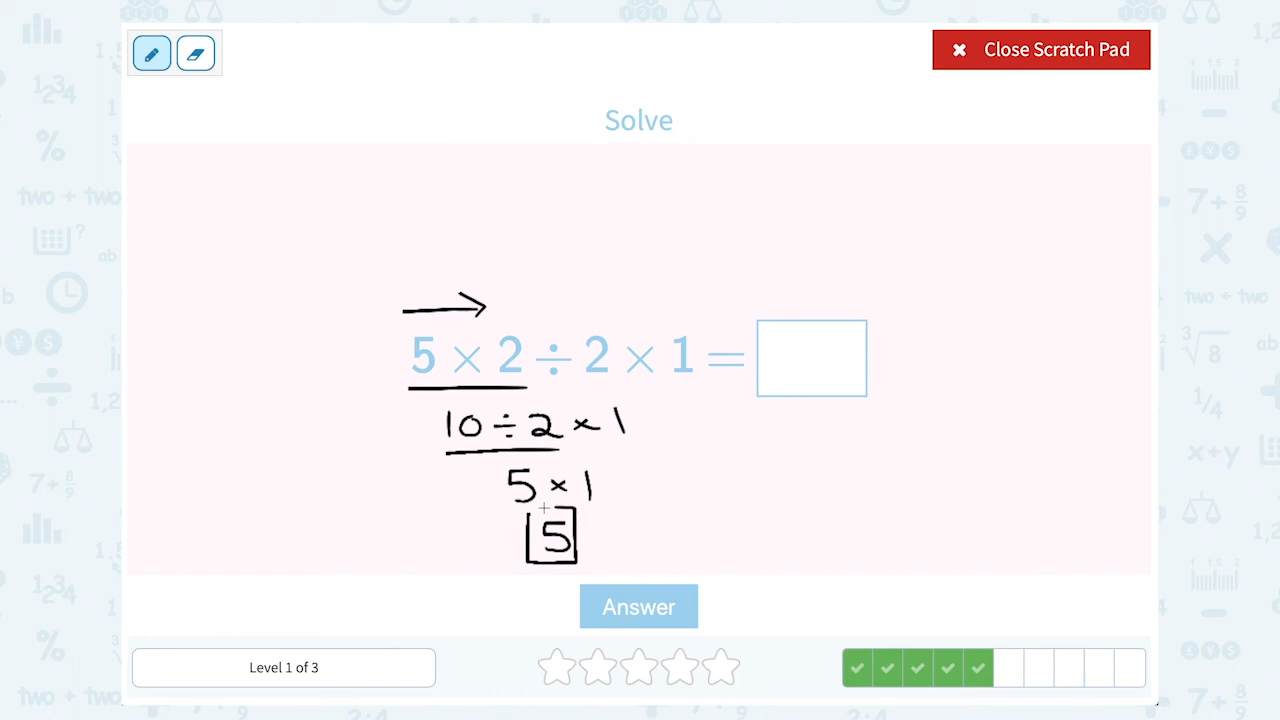 Close Scratch Pad
Solve
5 × 2 ÷ 2 × 1 =
10 ÷ 2 × 1
5 × 1
5
Answer
Level 1 of 3